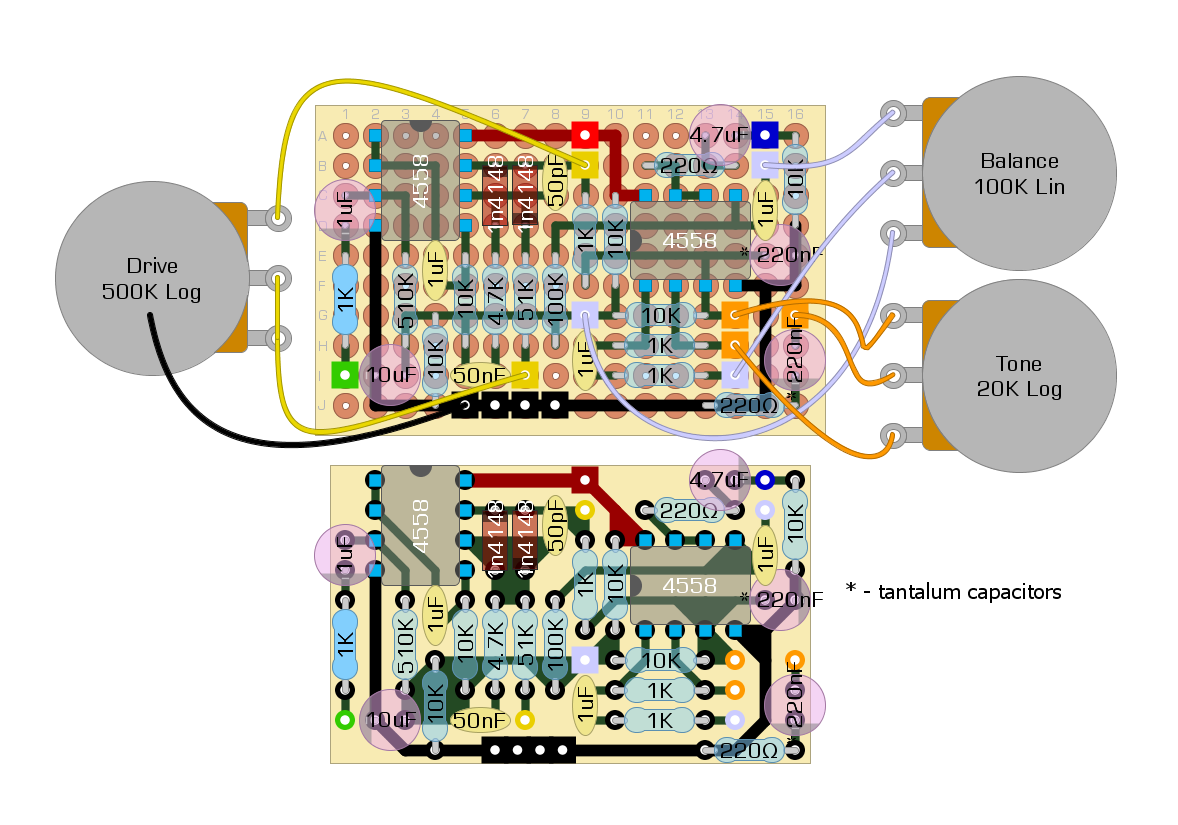 1 2 3 4 5 6 7 8 9 10 11 12 13 14 15 16
A
B
E
F
G
H
I
J
4558
1uF
1n4148
1n4148
50pF
4.7uF
220Ω
10K
1uF
1K
10K
4558
* 220nF
1K
510K
1uF
10K
4.7K
51K
100K
10K
1K
1K
1uF
10uF
10K
50nF
* 220nF
220Ω
Drive
500K Log
Balance
100K Lin
Tone
20K Log
4558
1uF
1n4148
1n4148
50pF
4.7uF
220Ω
10K
1uF
1K
10K
4558
* 220nF
1K
510K
1uF
10K
4.7K
51K
100K
10K
1K
1K
1uF
10uF
10K
50nF
* 220nF
220Ω
* - tantalum capacitors